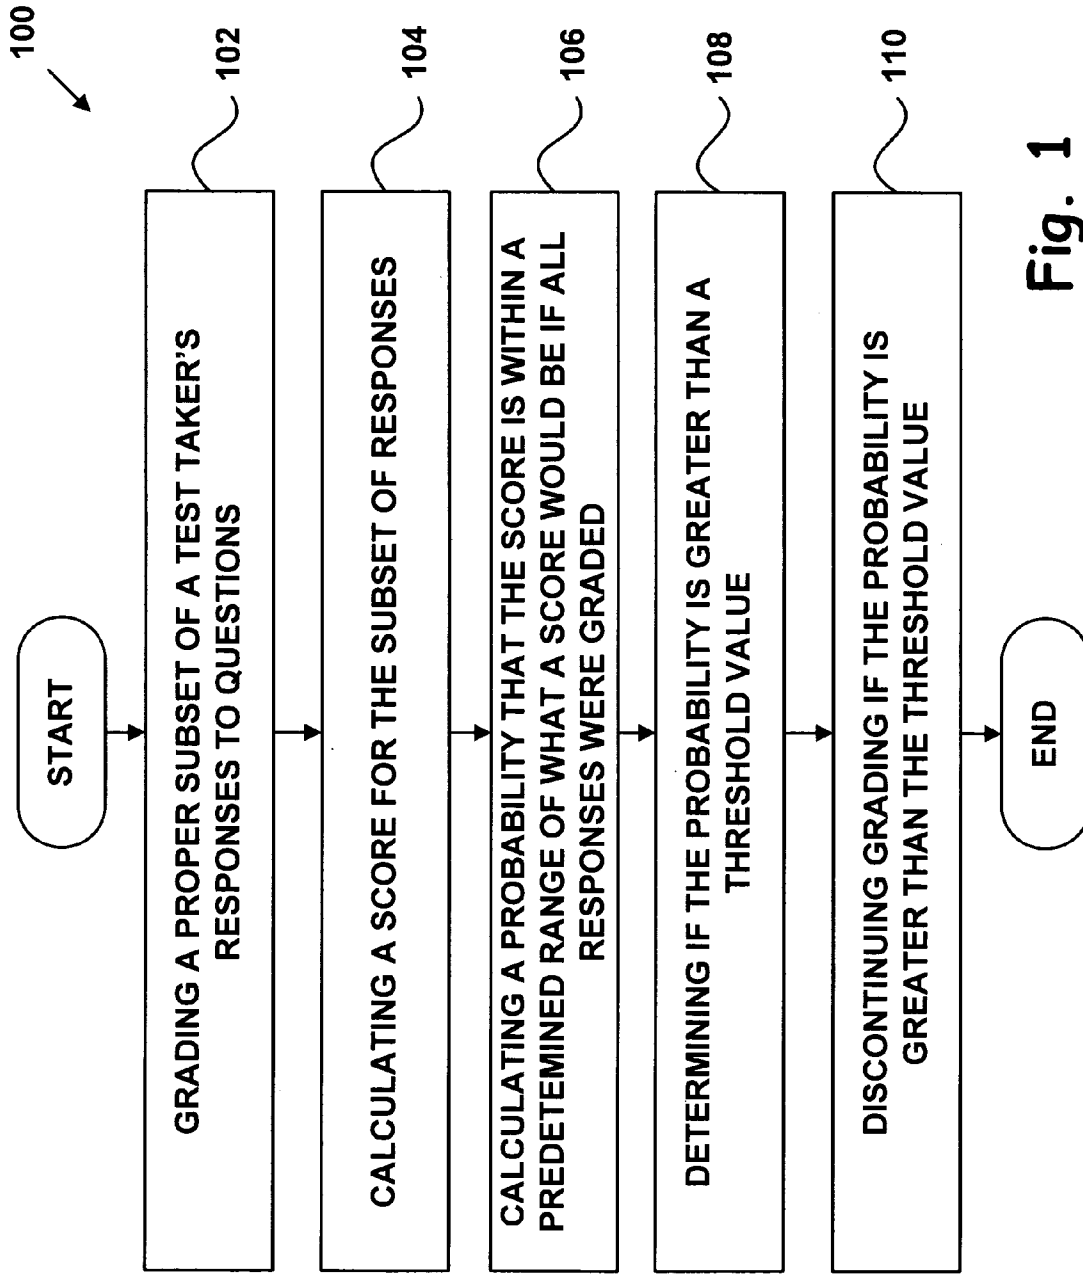 100
START
GRADING A PROPER SUBSET OF A TEST TAKER'S
RESPONSES TO QUESTIONS
102
CALCULATING A SCORE FOR THE SUBSET OF RESPONSES
104
CALCULATING A PROBABILITY THAT THE SCORE IS WITHIN A
PREDETEMINED RANGE OF WHAT A SCORE WOULD BE IF ALL
RESPONSES WERE GRADED
106
DETERMINING IF THE PROBABILITY IS GREATER THAN A
THRESHOLD VALUE
108
DISCONTINUING GRADING IF THE PROBABILITY IS
GREATER THAN THE THRESHOLD VALUE
110
END
Fig. 1